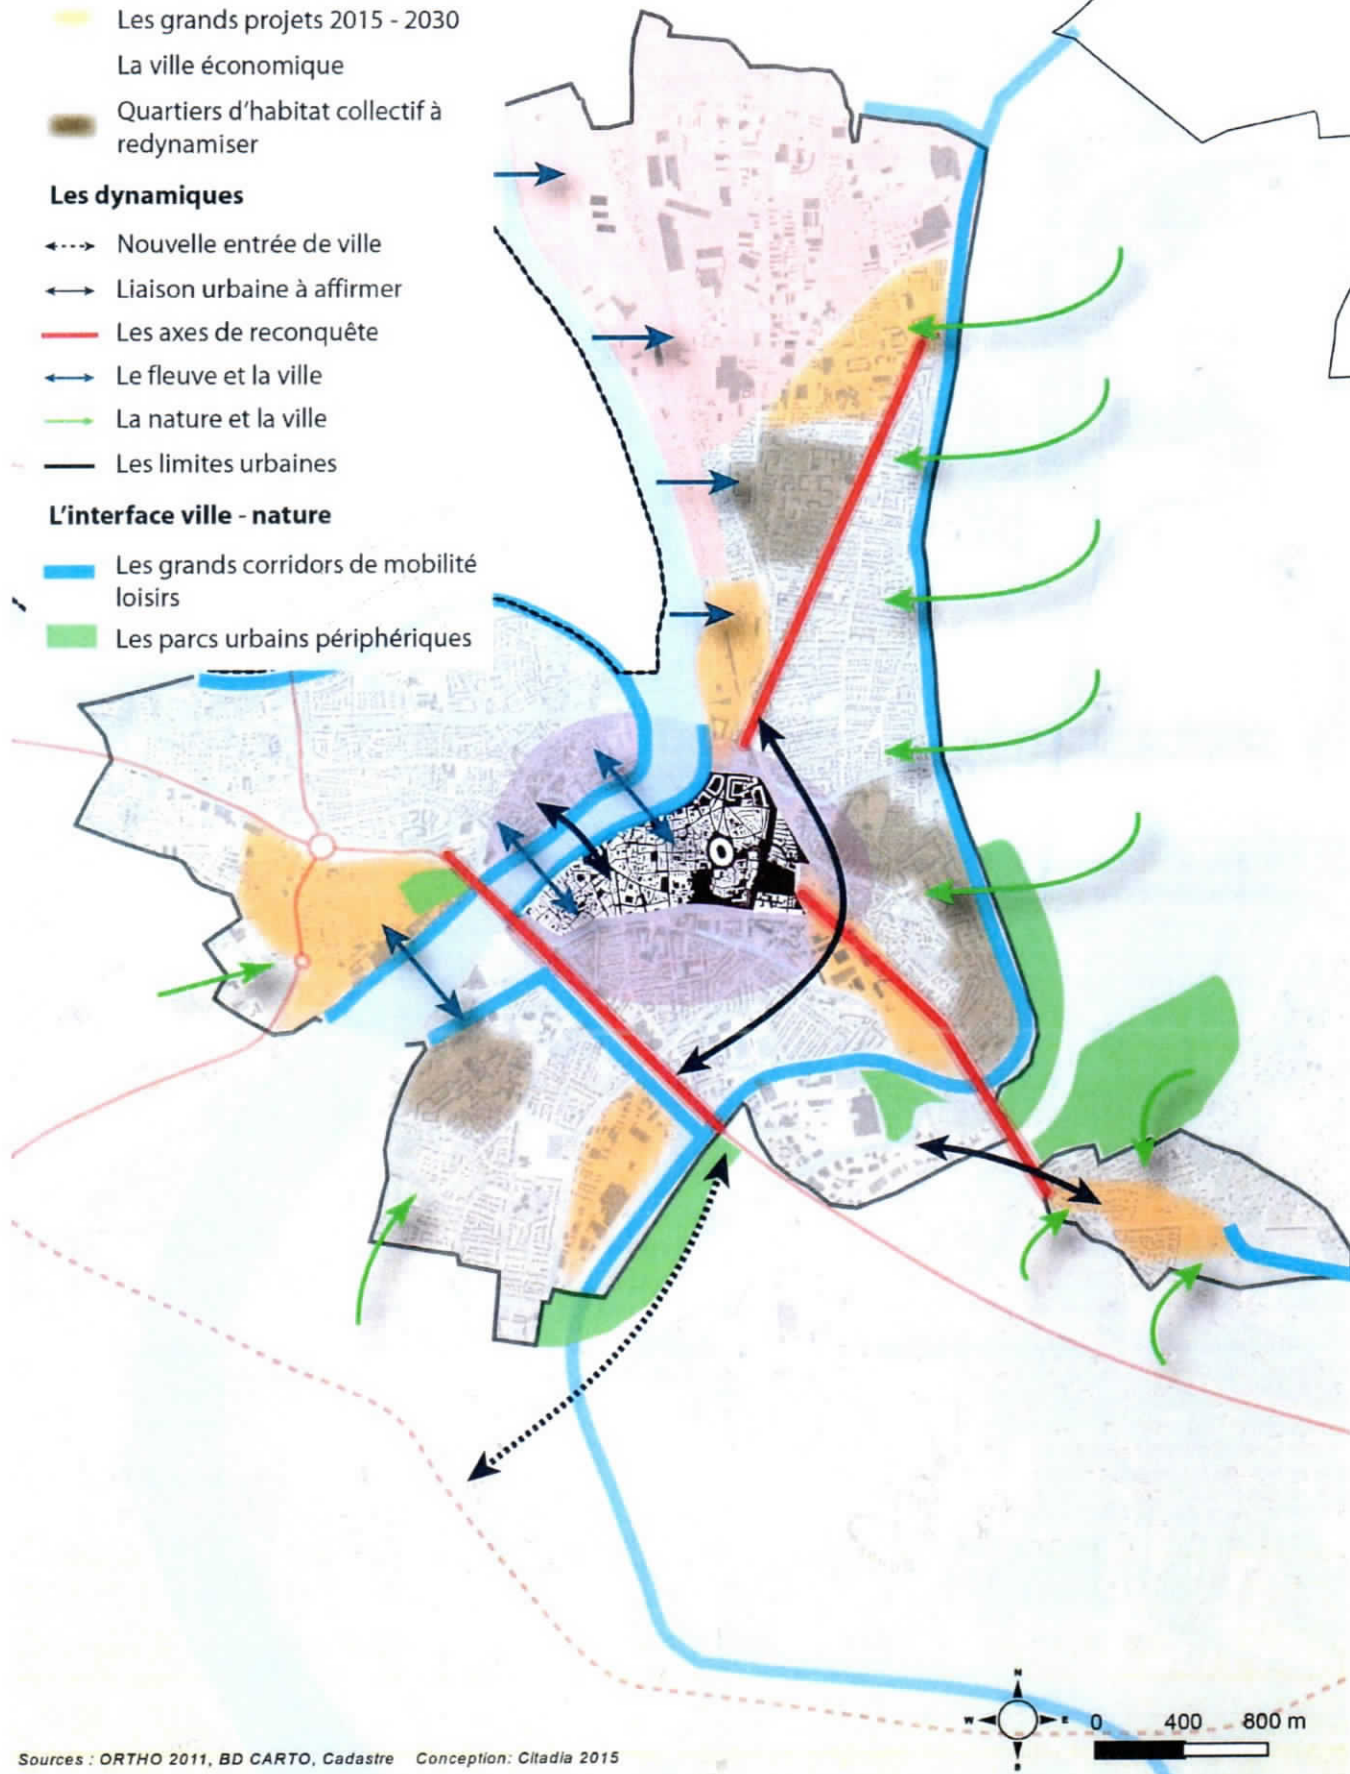 Les grands projets 2015 - 2030
La ville économique
Quartiers d'habitat collectif à
redynamiser
Les dynamiques
Nouvelle entrée de ville
Liaison urbaine à affirmer
Les axes de reconquête
Le fleuve et la ville
La nature et la ville
Les limites urbaines
L'interface ville - nature
Les grands corridors de mobilité
loisirs
Les parcs urbains périphériques
N
W E
S
0 400 800 m
Sources : ORTHO 2011, BD CARTO, Cadastre Conception: Citadia 2015